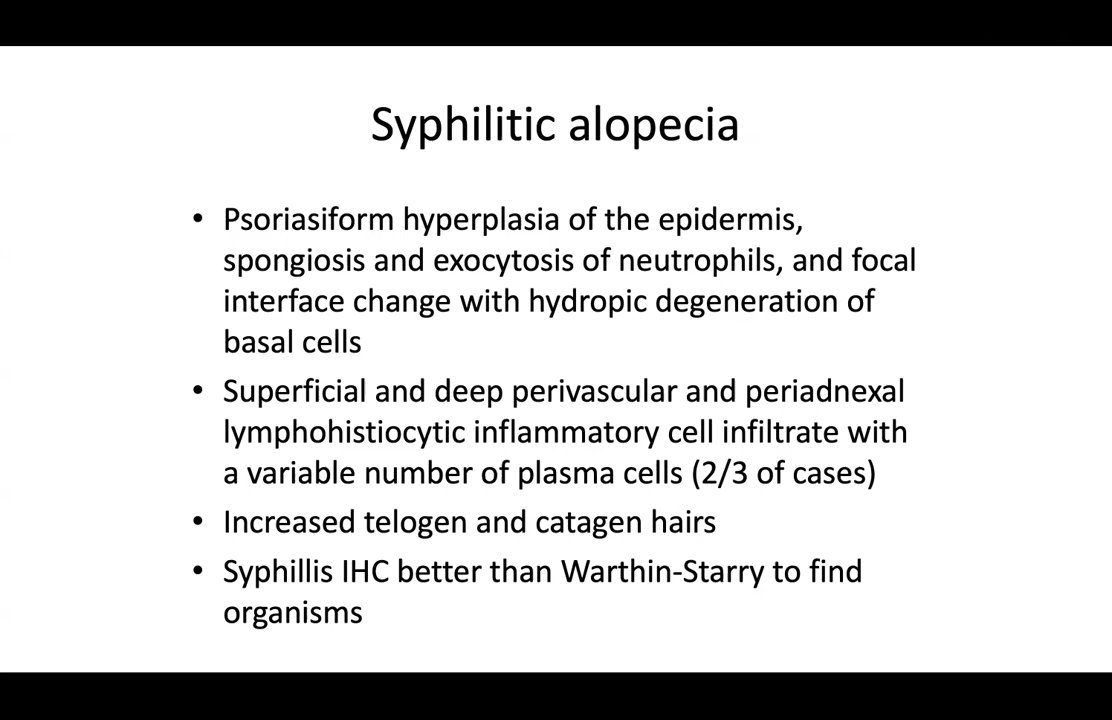 Syphilitic alopecia
• Psoriasiform hyperplasia of the epidermis,
spongiosis and exocytosis of neutrophils, and focal
interface change with hydropic degeneration of
basal cells
• Superficial and deep perivascular and periadnexal
lymphohistiocytic inflammatory cell infiltrate with
a variable number of plasma cells (2/3 of cases)
• Increased telogen and catagen hairs
• Syphillis IHC better than Warthin-Starry to find
organisms